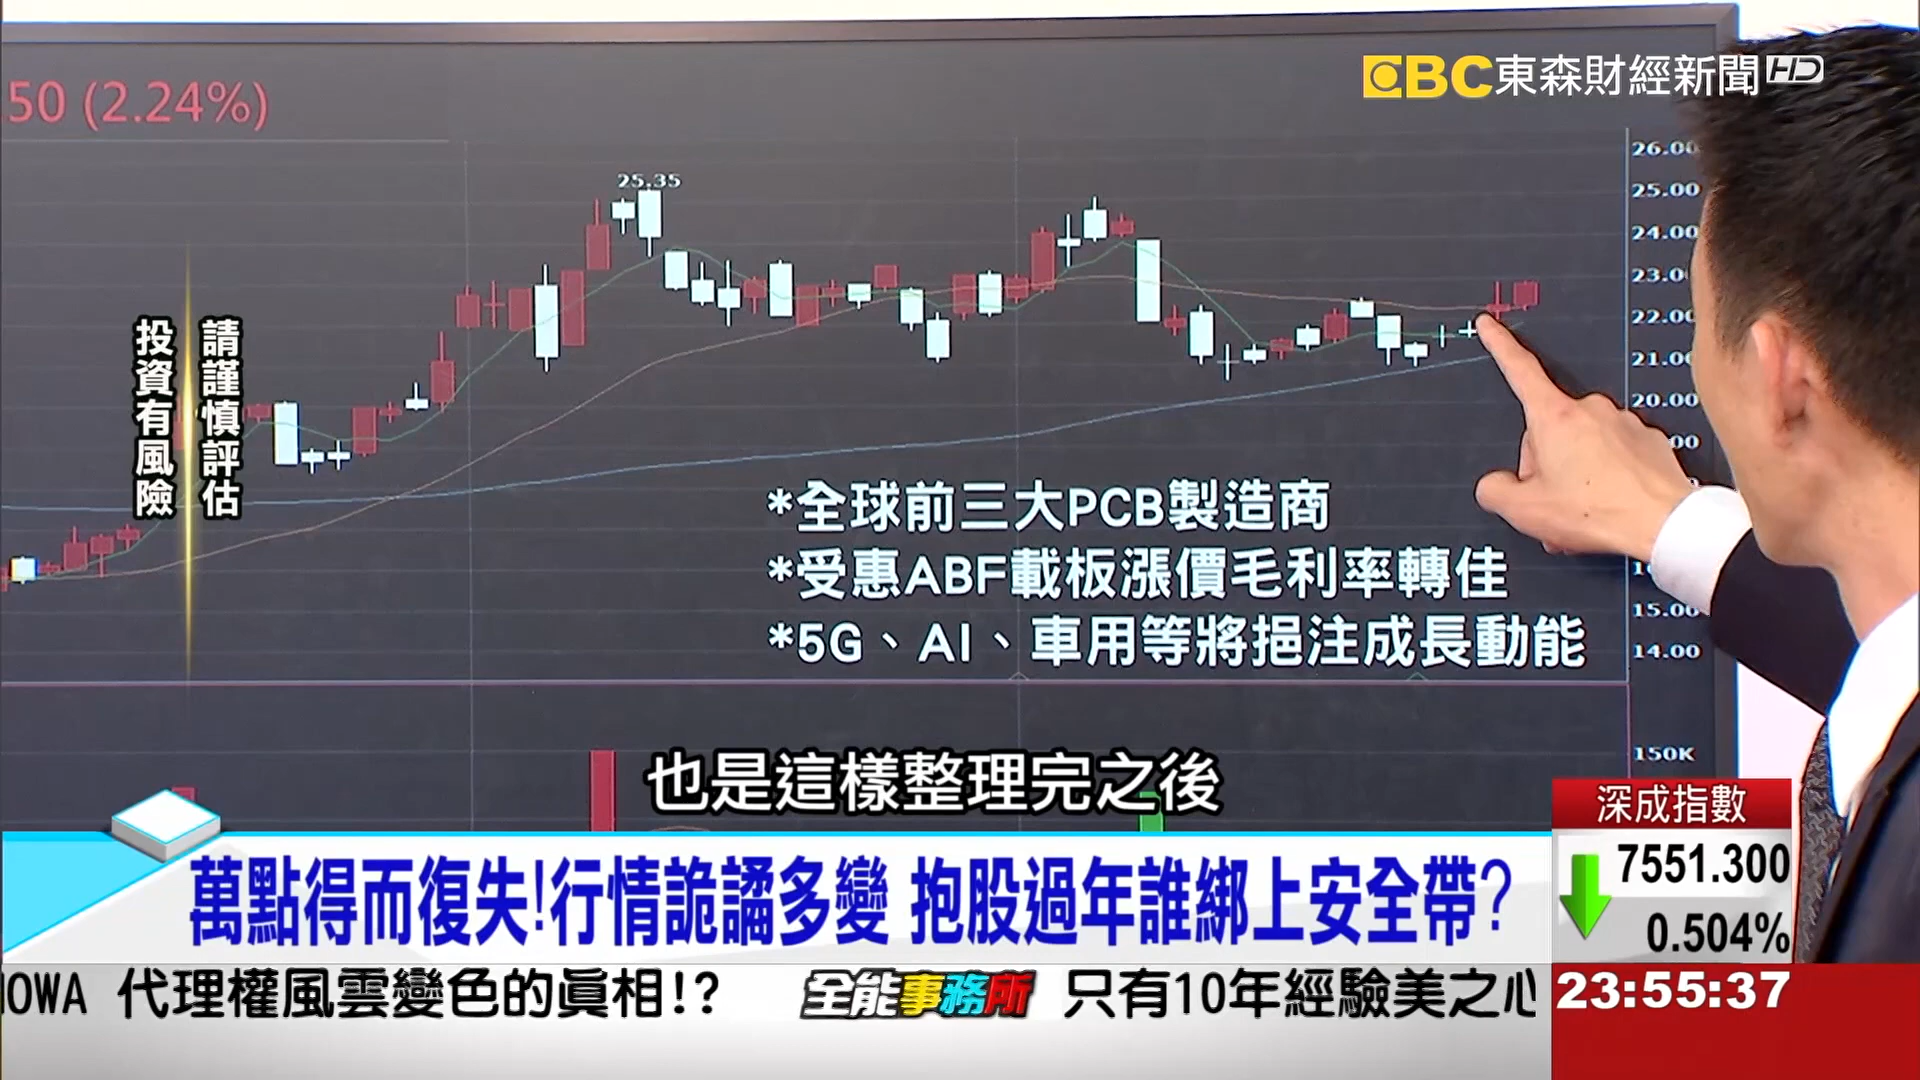 .50 (2.24%)
EBC東森財經新聞HD
26.00
25.35
25.00
24.00
23.0
22.00
21.00
20.00
投資有風險
請謹慎評估
*全球前三大PCB製造商
*受惠ABF載板漲價毛利率轉佳
*5G、AI、車用等將挹注成長動能
15.00
14.00
150K
也是這樣整理完之後
深成指數
7551.300
0.504%
萬點得而復失!行情詭譎多變 抱股過年誰綁上安全帶?
IOWA 代理權風雲變色的真相!? 全能事務所 只有10年經驗美之心
23:55:37